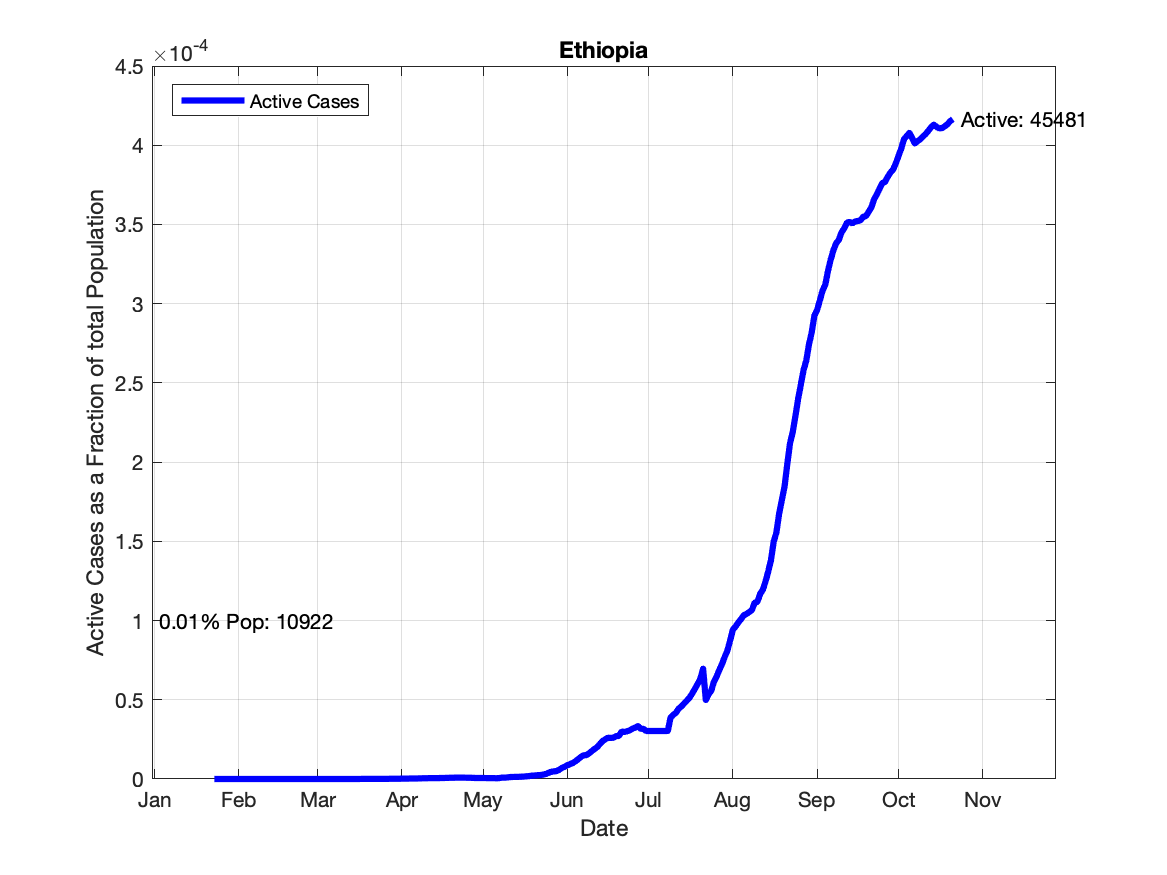 Ethiopia
×10-4
4.5
4
3.5
3
2.5
2
1.5
1
0.5
0
Active Cases
Active: 45481
0.01% Pop: 10922
Active Cases as a Fraction of total Population
Jan Feb Mar Apr May Jun Jul Aug Sep Oct Nov
Date